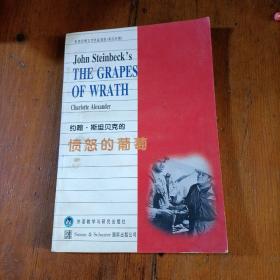 John Steinbeck's
THE GRAPES
OF WRATH
Charlotte Alexander
约翰·斯坦贝克的
愤怒的葡萄
外语教学与研究出版社
Simon & Schuster 国际出版公司